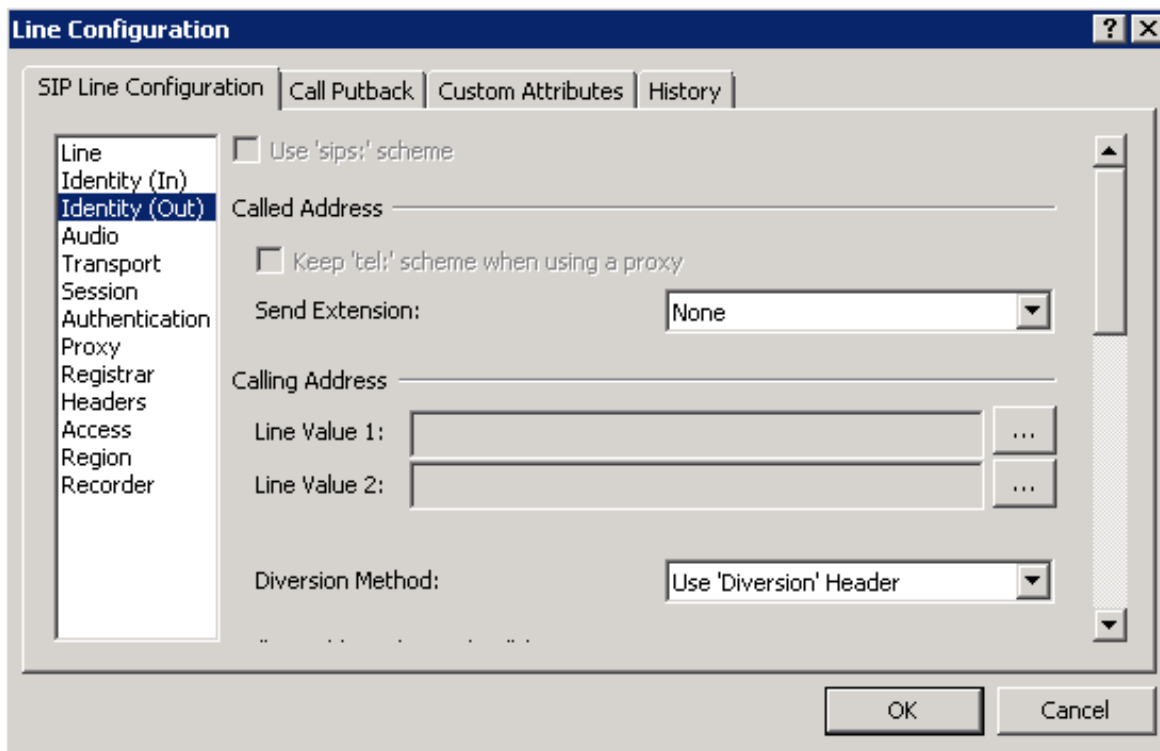 Line Configuration
SIP Line Configuration
Call Putback
Custom Attributes
History
Line
Identity (In)
Identity (Out)
Audio
Transport
Session
Authentication
Proxy
Registrar
Headers
Access
Region
Recorder
Use 'sips:' scheme
Called Address
Keep 'tel:' scheme when using a proxy
Send Extension:
None
Calling Address
Line Value 1:
...
Line Value 2:
...
Diversion Method:
Use 'Diversion' Header
OK
Cancel